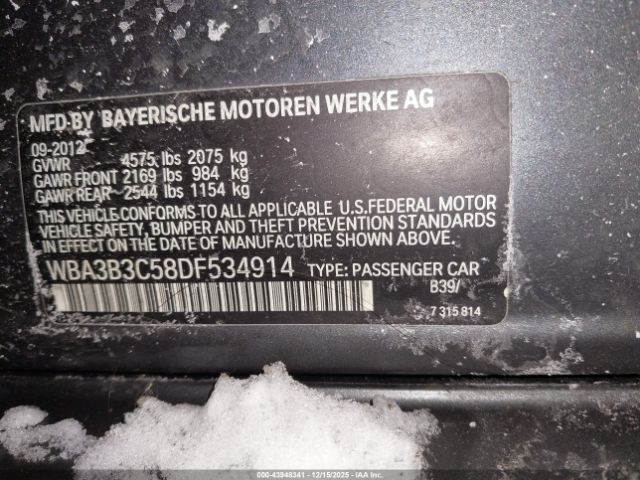 MFD.BY BAYERISCHE MOTOREN WERKE AG
09-2012
GVWR 4575 lbs 2075 kg
GAWR FRONT 2169 lbs 984 kg
GAWR REAR 2544 lbs 1154 kg
THIS VEHICLE CONFORMS TO ALL APPLICABLE U.S.FEDERAL MOTOR
VEHICLE SAFETY, BUMPER AND THEFT PREVENTION STANDARDS
IN EFFECT ON THE DATE OF MANUFACTURE SHOWN ABOVE.
WBA3B3C58DF534914 TYPE: PASSENGER CAR
B39/
7 315 814
000-43948341 | 12/15/2025 | IAA Inc.